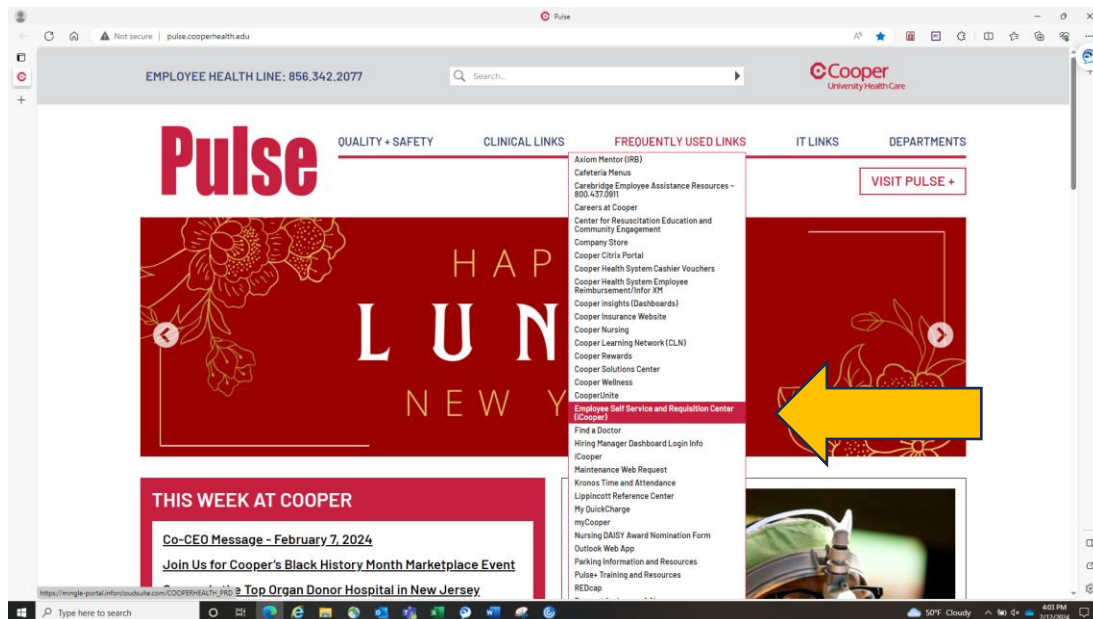 Pulse
Not secure
pulse.cooperhealth.edu
EMPLOYEE HEALTH LINE: 856.342.2077
Search...
Cooper
University Health Care
Pulse
QUALITY + SAFETY
CLINICAL LINKS
FREQUENTLY USED LINKS
IT LINKS
DEPARTMENTS
VISIT PULSE +
Axiom Mentor (IRB)
Cafeteria Menus
Carebridge Employee Assistance Resources -
800.437.0911
Careers at Cooper
Center for Resuscitation Education and
Community Engagement
Company Store
Cooper Citrix Portal
Cooper Health System Cashier Vouchers
Cooper Health System Employee
Reimbursement/Infor XM
Cooper insights (Dashboards)
Cooper Insurance Website
Cooper Nursing
Cooper Learning Network (CLN)
Cooper Rewards
Cooper Solutions Center
Cooper Wellness
CooperUnite
Employee Self Service and Requisition Center
(iCooper)
Find a Doctor
Hiring Manager Dashboard Login Info
iCooper
Maintenance Web Request
Kronos Time and Attendance
Lippincott Reference Center
My QuickCharge
myCooper
Nursing DAISY Award Nomination Form
Outlook Web App
Parking Information and Resources
Pulse+ Training and Resources
REDcap
HAP
LUN
NEW Y
THIS WEEK AT COOPER
Co-CEO Message - February 7, 2024
Join Us for Cooper's Black History Month Marketplace Event
Top Organ Donor Hospital in New Jersey
https://mingle-portal.inforcloudsuite.com/COOPERHEALTH_PRD
Type here to search
50°F Cloudy
4:03 PM
2/12/2024